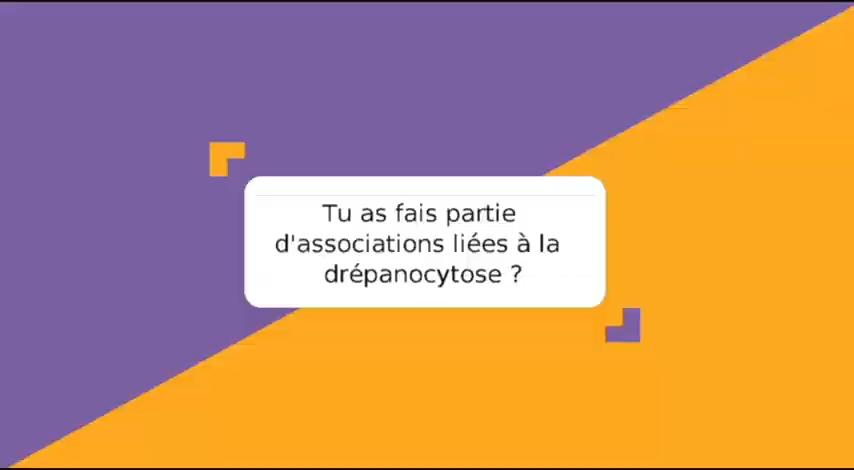 Tu as fais partie
d'associations liées à la
drépanocytose ?